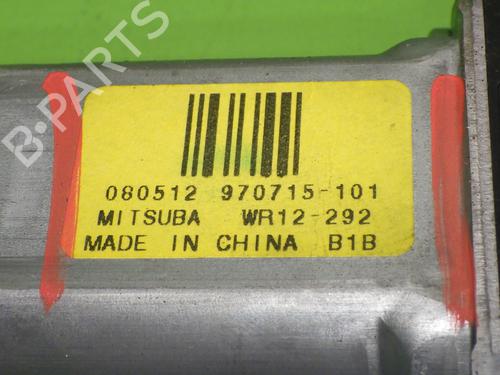 B-PARTS
080512 970715-101
MITSUBA WR12-292
MADE IN CHINA B1B